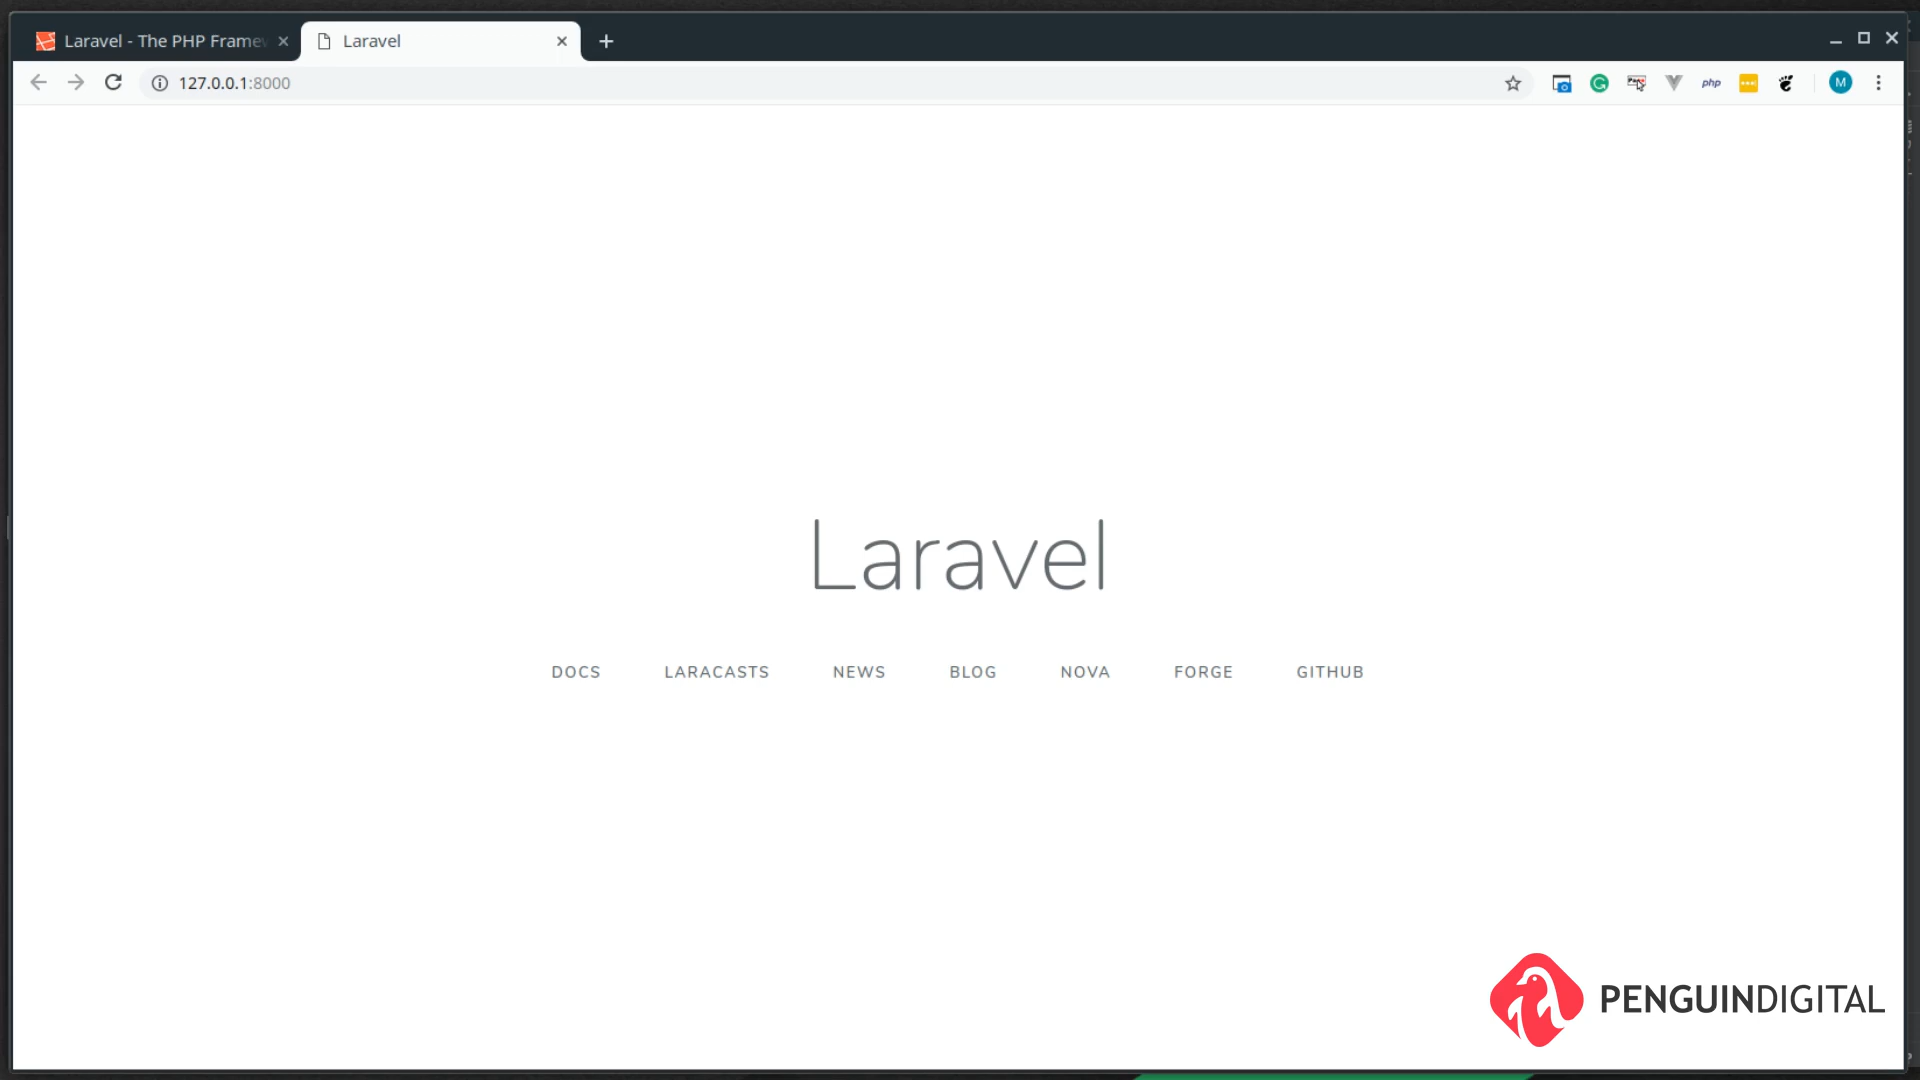 Laravel - The PHP Framew
Laravel
127.0.0.1:8000
php
M
Laravel
DOCS LARACASTS NEWS BLOG NOVA FORGE GITHUB
PENGUINDIGITAL